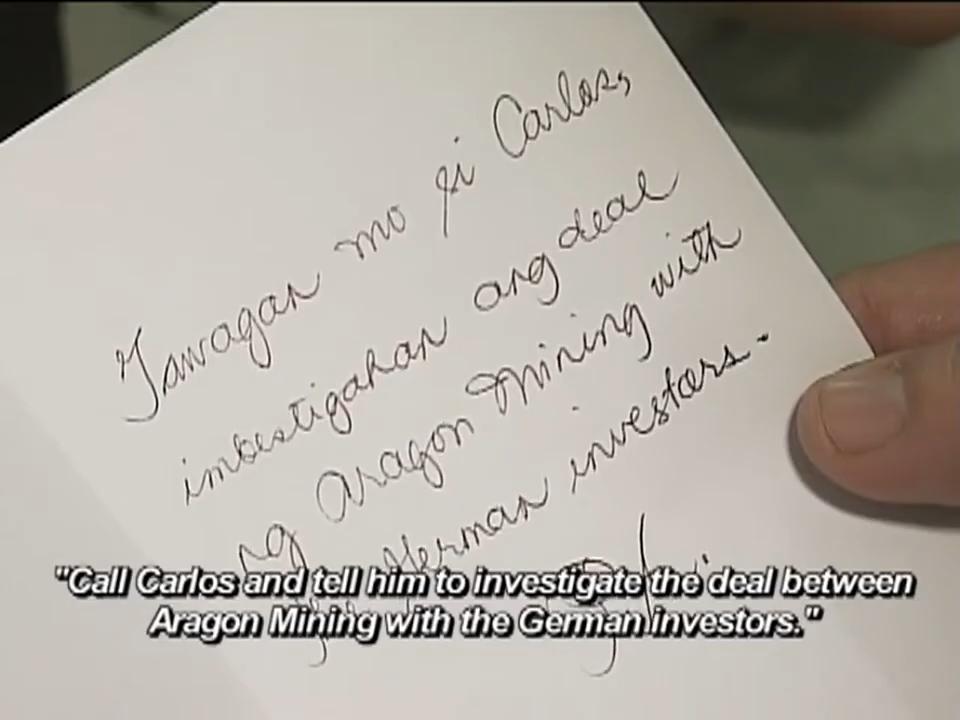 Tawagan mo si Carlos,
imbestigahan ang deal
ng Aragon Mining with
German investors.
"Call Carlos and tell him to investigate the deal between
Aragon Mining with the German investors."